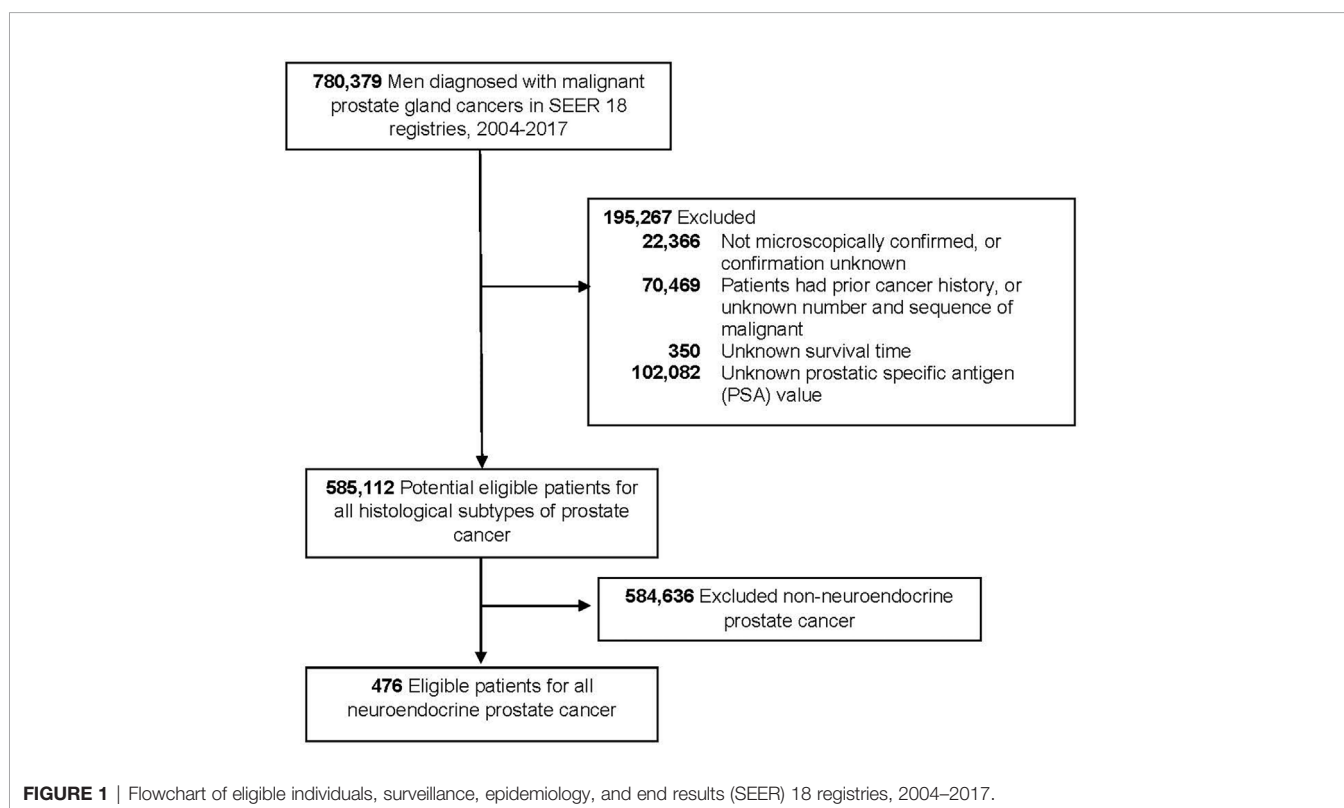 780,379 Men diagnosed with malignant
prostate gland cancers in SEER 18
registries, 2004-2017
195,267 Excluded
22,366 Not microscopically confirmed, or
confirmation unknown
70,469 Patients had prior cancer history, or
unknown number and sequence of
malignant
350 Unknown survival time
102,082 Unknown prostatic specific antigen
(PSA) value
585,112 Potential eligible patients for
all histological subtypes of prostate
cancer
584,636 Excluded non-neuroendocrine
prostate cancer
476 Eligible patients for all
neuroendocrine prostate cancer
FIGURE 1 | Flowchart of eligible individuals, surveillance, epidemiology, and end results (SEER) 18 registries, 2004–2017.